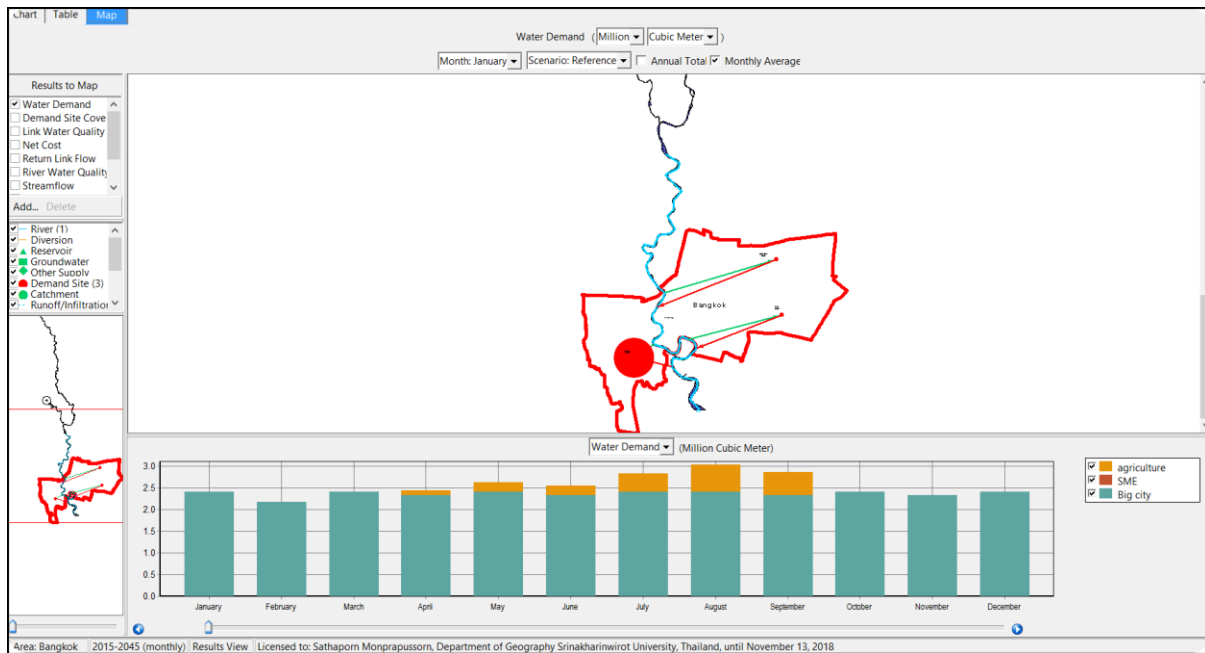 Chart Table Map
Water Demand ( Million Cubic Meter )
Month: January Scenario: Reference Annual Total Monthly Average
Results to Map
Water Demand
Demand Site Cove
Link Water Quality
Net Cost
Return Link Flow
River Water Quality
Streamflow
Add... Delete
River (1)
Diversion
Reservoir
Groundwater
Other Supply
Demand Site (3)
Catchment
Runoff/Infiltration
Bangkok
Water Demand (Million Cubic Meter)
3.0
2.5
2.0
1.5
1.0
0.5
0.0
January February March April May June July August September October November December
agriculture
SME
Big city
Area: Bangkok 2015-2045 (monthly) Results View Licensed to: Sathaporn Monprapussorn, Department of Geography Srinakharinwirot University, Thailand, until November 13, 2018